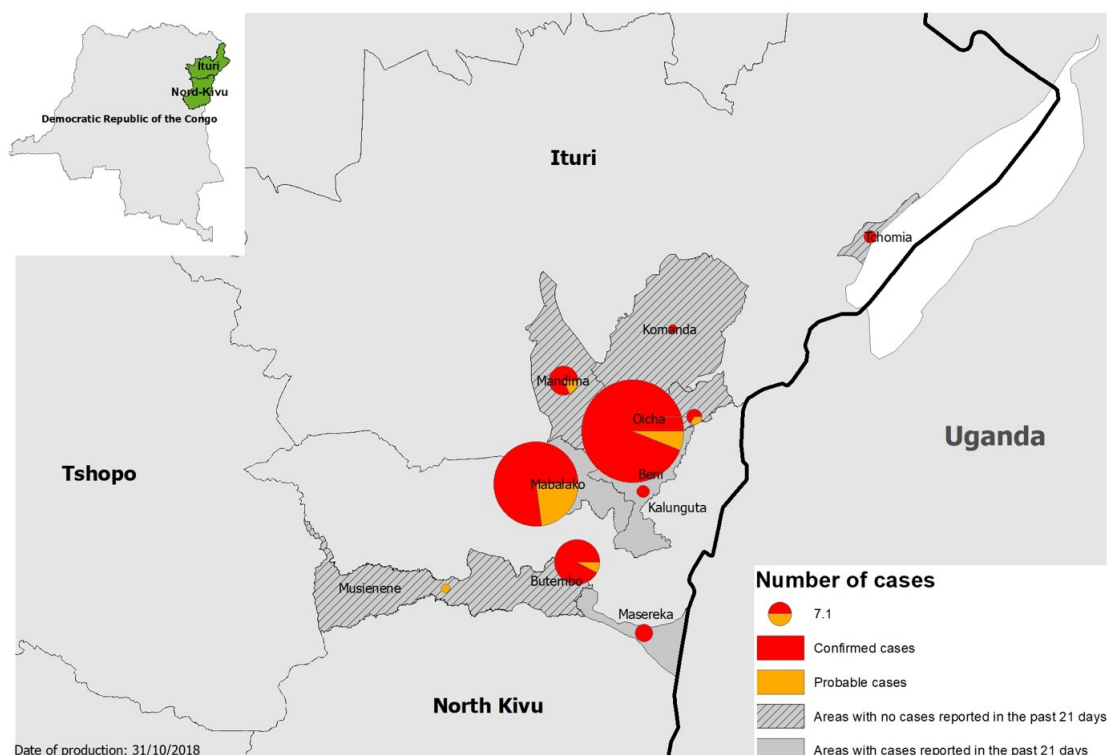 Ituri
Nord-Kivu
Democratic Republic of the Congo
Ituri
Tchomia
Komanda
Mandima
Oicha
Uganda
Tshopo
Beni
Mabalako
Kalunguta
Butembo
Musienene
Masereka
North Kivu
Number of cases
7.1
Confirmed cases
Probable cases
Areas with no cases reported in the past 21 days
Areas with cases reported in the past 21 days
Date of production: 31/10/2018